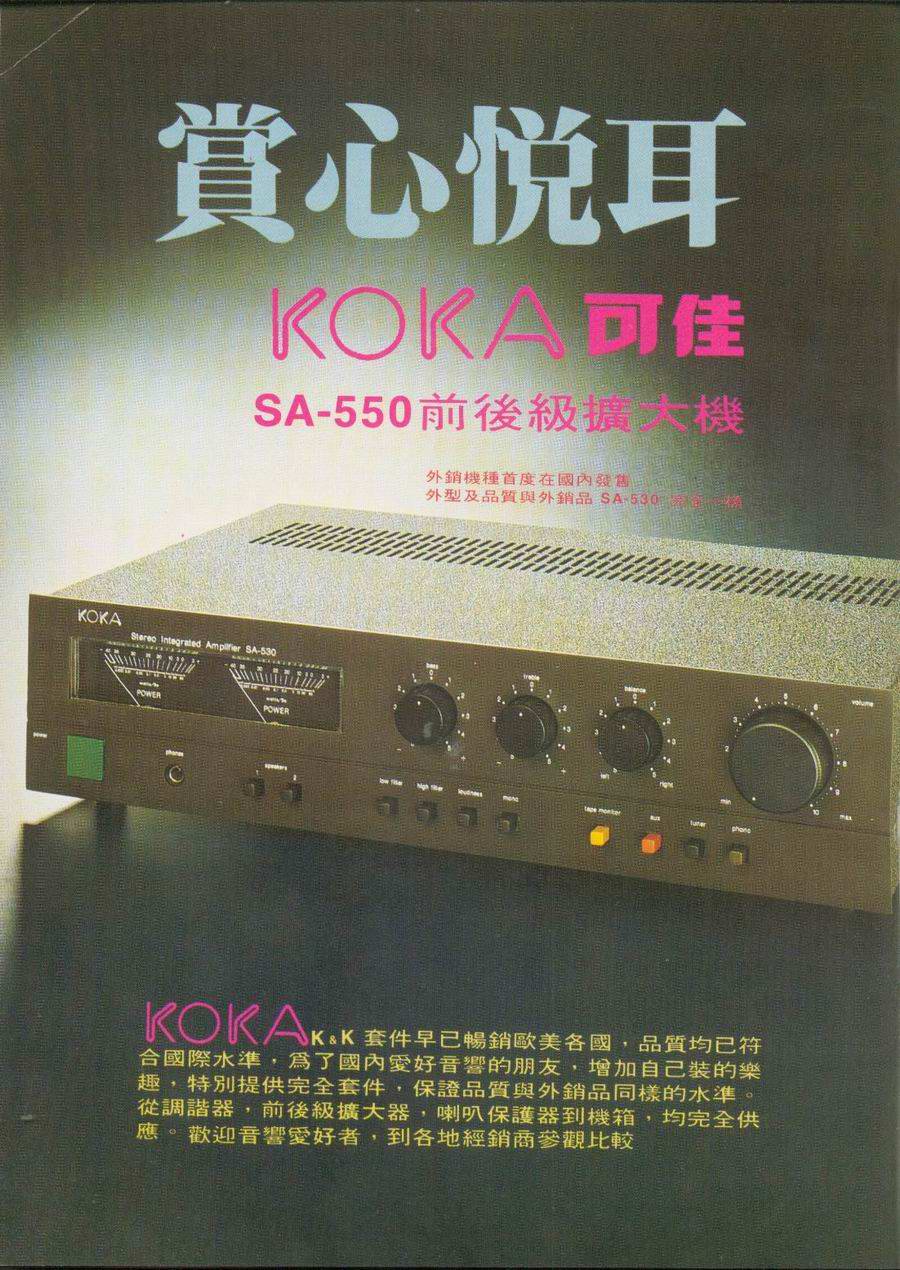 賞心悅耳
KOKA 可佳
SA-550前後級擴大機
外銷機種首度在國內發售
外型及品質與外銷品 SA-530
KOKA
Stereo Integrated Amplifier SA-530
POWER
POWER
bass
treble
balance
volume
power
phones
speakers
1 2
low filter high filter loudness mono
left right
min max
tape monitor aux tuner phono
KOKA K&K 套件早已暢銷歐美各國，品質均已符
合國際水準，爲了國內愛好音響的朋友，增加自己裝的樂
趣，特別提供完全套件，保證品質與外銷品同樣的水準。
從調諧器，前後級擴大器，喇叭保護器到機箱，均完全供
應。歡迎音響愛好者，到各地經銷商參觀比較